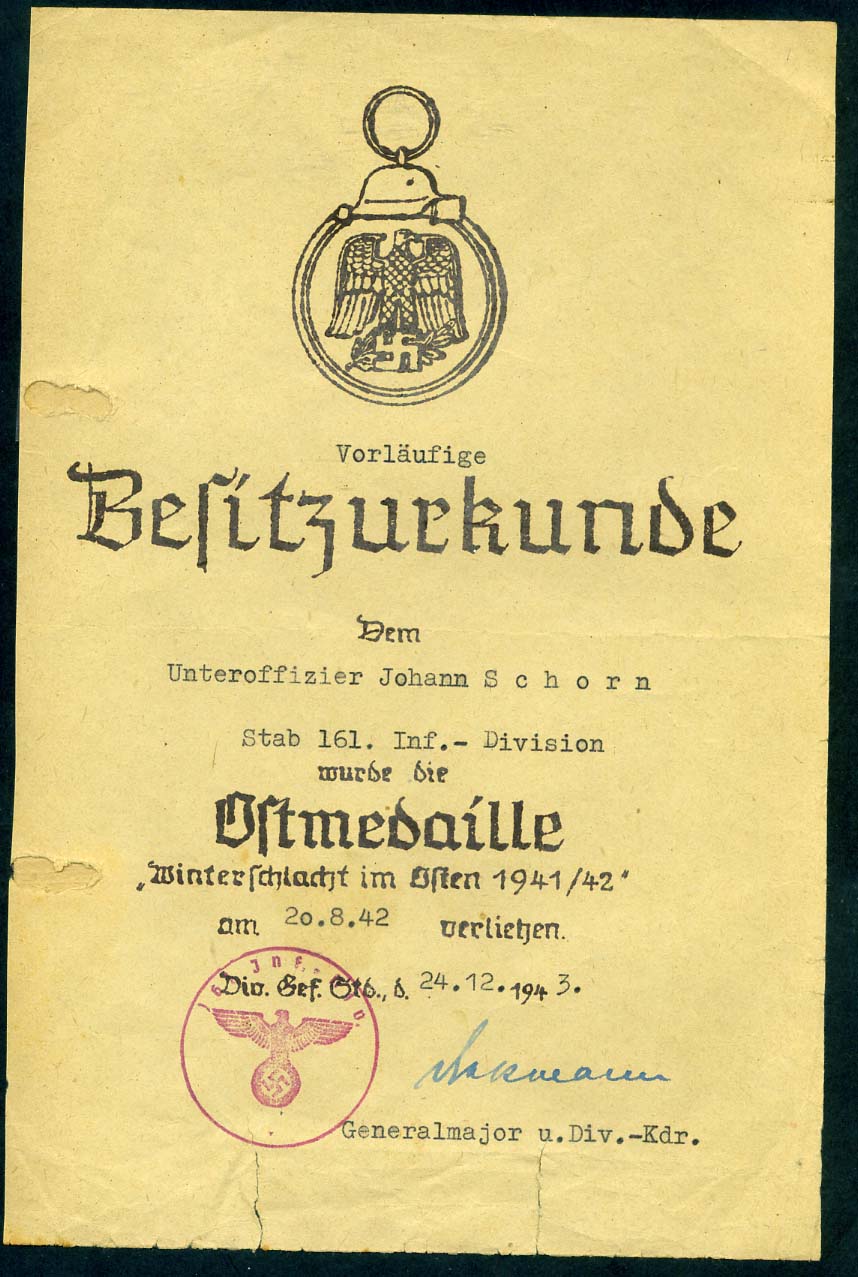 Vorläufige
Besitzurkunde
Dem
Unteroffizier Johann S c h o r n
Stab 161. Inf.- Division
wurde die
Ostmedaille
„Winterschlacht im Osten 1941/42"
am 20.8.42 verliehen.
Div. Gef. Std., d. 24.12.1943.
Generalmajor u.Div.-Kdr.